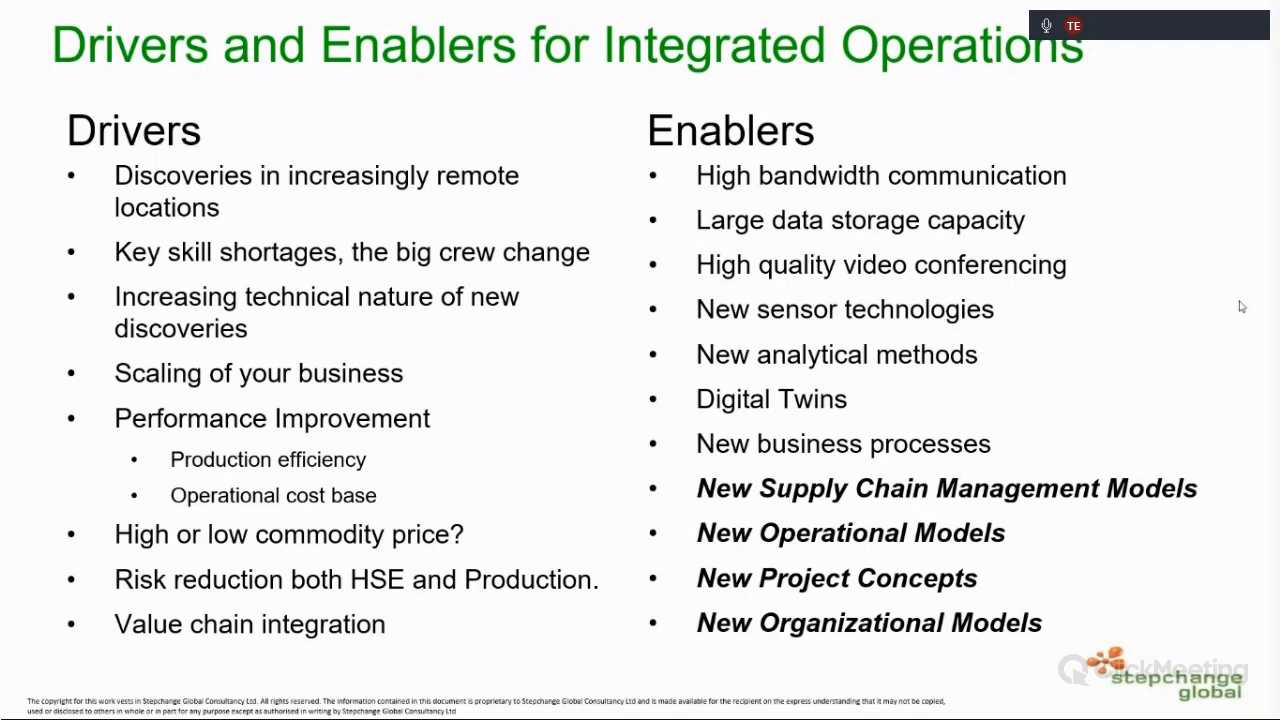 Drivers and Enablers for Integrated Operations
TE
Drivers
• Discoveries in increasingly remote
locations
• Key skill shortages, the big crew change
• Increasing technical nature of new
discoveries
• Scaling of your business
• Performance Improvement
• Production efficiency
• Operational cost base
• High or low commodity price?
• Risk reduction both HSE and Production.
• Value chain integration
Enablers
• High bandwidth communication
• Large data storage capacity
• High quality video conferencing
• New sensor technologies
• New analytical methods
• Digital Twins
• New business processes
• New Supply Chain Management Models
• New Operational Models
• New Project Concepts
• New Organizational Models
ClickMeeting
stepchange
global
The copyright for this work vests in Stepchange Global Consultancy Ltd. All rights reserved. The information contained in this document is proprietary to Stepchange Global Consultancy Ltd and is made available for the recipient on the express understanding that it may not be copied,
used or disclosed to others in whole or in part for any purpose except as authorised in writing by Stepchange Global Consultancy Ltd